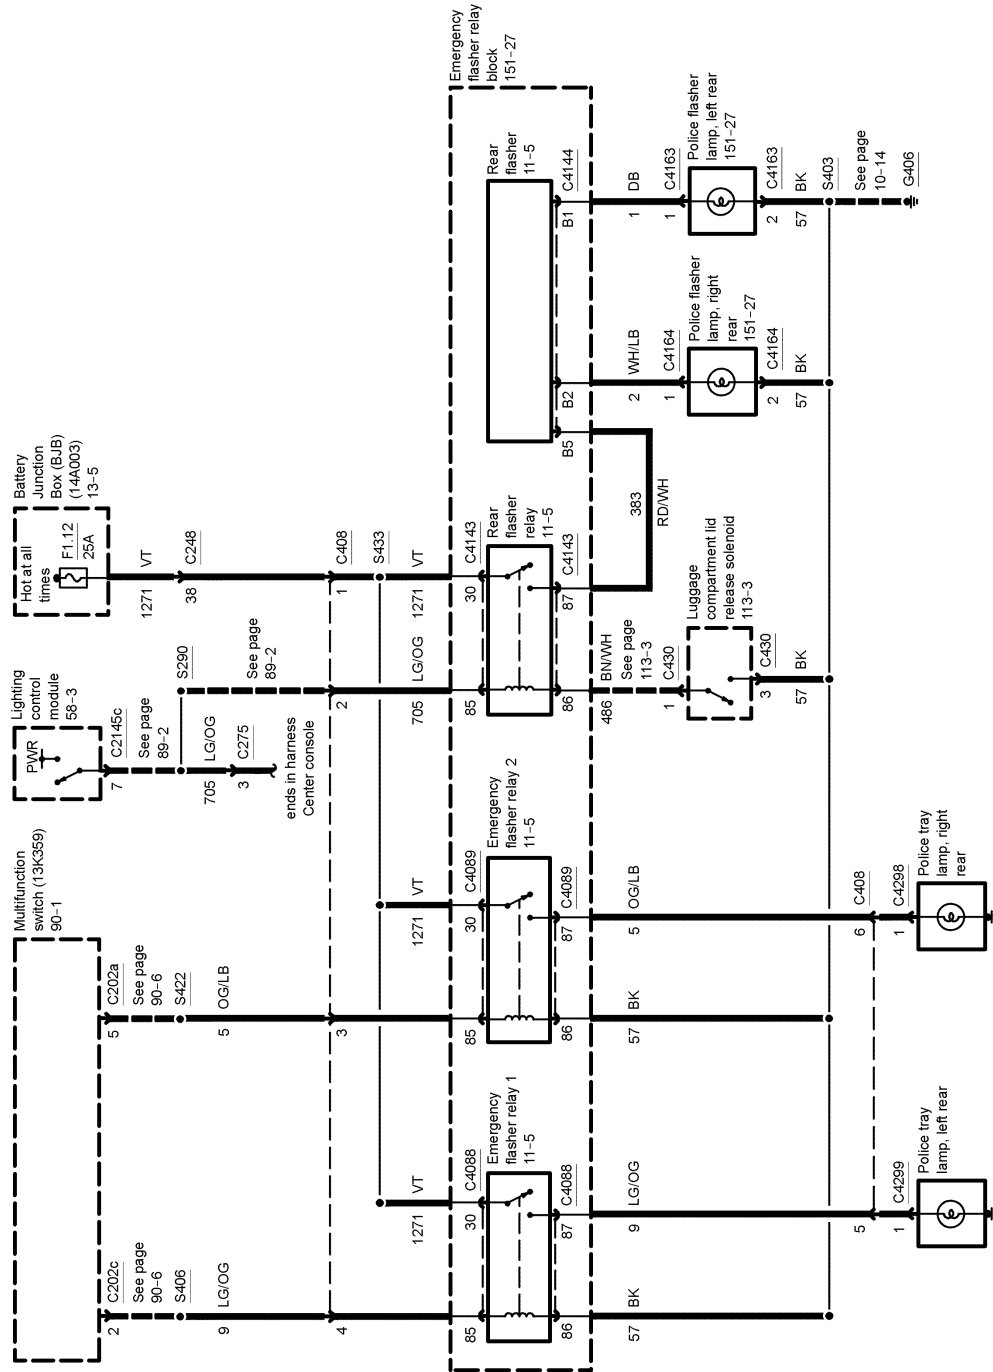 Multifunction
switch (13K359)
90-1
Lighting
control
module
58-3
PWR
Battery
Junction
Box (BJB)
(14A003)
13-5
Hot at all
times
F1.12
25A
2
C202c
See page
90-6
S406
9
LG/OG
4
5
C202a
See page
90-6
S422
5
OG/LB
3
7
C2145c
See page
89-2
705
LG/OG
3
C275
ends in harness
Center console
S290
See page
89-2
2
705
LG/OG
1271
VT
38
C248
1
C408
S433
1271
VT
1271
VT
1271
VT
Emergency
flasher relay
block
151-27
85
30
C4088
Emergency
flasher relay 1
11-5
86
87
C4088
85
30
C4089
Emergency
flasher relay 2
11-5
86
87
C4089
85
30
C4143
Rear
flasher
relay
11-5
86
87
C4143
Rear
flasher
11-5
B5
B2
B1
C4144
57
BK
9
LG/OG
57
BK
5
OG/LB
486
BN/WH
See page
113-3
1
C430
Luggage
compartment lid
release solenoid
113-3
3
C430
57
BK
383
RD/WH
2
WH/LB
1
C4164
Police flasher
lamp, right
rear
151-27
2
C4164
57
BK
1
DB
1
C4163
Police flasher
lamp, left rear
151-27
2
C4163
57
BK
S403
See page
10-14
G406
5
1
C4299
Police tray
lamp, left rear
6
C408
1
C4298
Police tray
lamp, right
rear